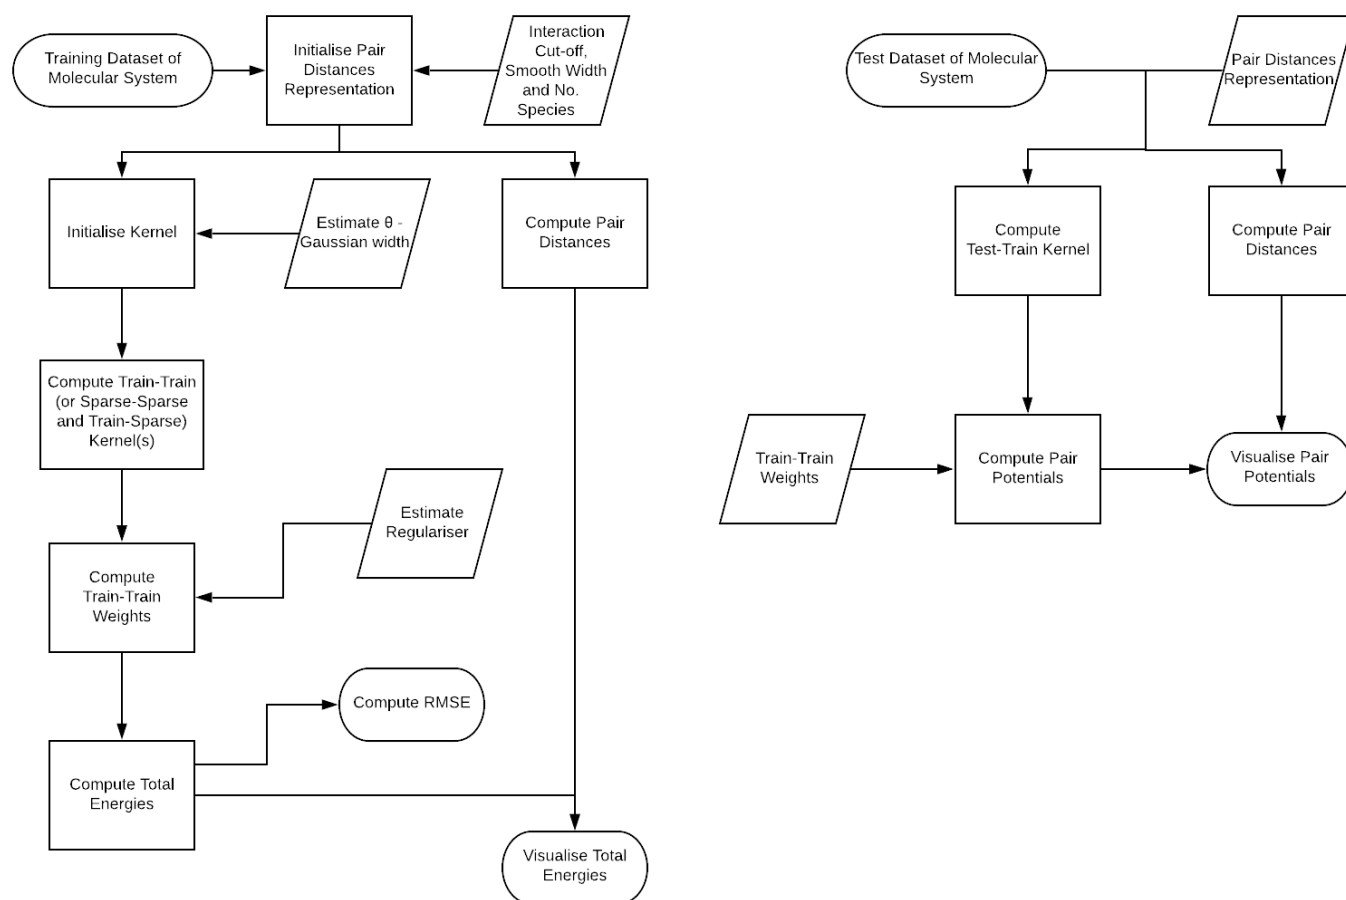 Training Dataset of
Molecular System
Initialise Pair
Distances
Representation
Interaction
Cut-off,
Smooth Width
and No.
Species
Initialise Kernel
Estimate θ -
Gaussian width
Compute Pair
Distances
Compute Train-Train
(or Sparse-Sparse
and Train-Sparse)
Kernel(s)
Estimate
Regulariser
Compute
Train-Train
Weights
Compute RMSE
Compute Total
Energies
Visualise Total
Energies
Test Dataset of Molecular
System
Pair Distances
Representation
Compute
Test-Train Kernel
Compute Pair
Distances
Train-Train
Weights
Compute Pair
Potentials
Visualise Pair
Potentials